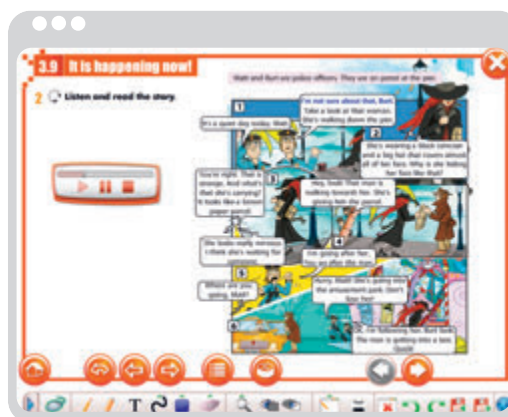 3.9 It is happening now!
2 Listen and read the story.
Matt and Burt are police officers. They are on patrol at the pier.
1
It's a quiet day today, Matt.
I'm not sure about that, Burt.
Take a look at that woman.
She's walking down the pier.
2
She's wearing a black raincoat
and a big hat that covers almost
all of her face. Why is she hiding
her face like that?
3
You're right. That is
strange. And what's
that she's carrying?
It looks like a brown
paper parcel.
Hey, look! That man is
walking towards her. She's
giving him the parcel.
She looks really nervous.
I think she's waiting for
someone.
4
I'm going after her.
You go after the man.
5
Where are you
going, Matt?
Hurry, Matt! She's going into
the amusement park. Don't
lose her!
6
I'm following her, Burt! Look!
The man is getting into a taxi.
Quick!
T